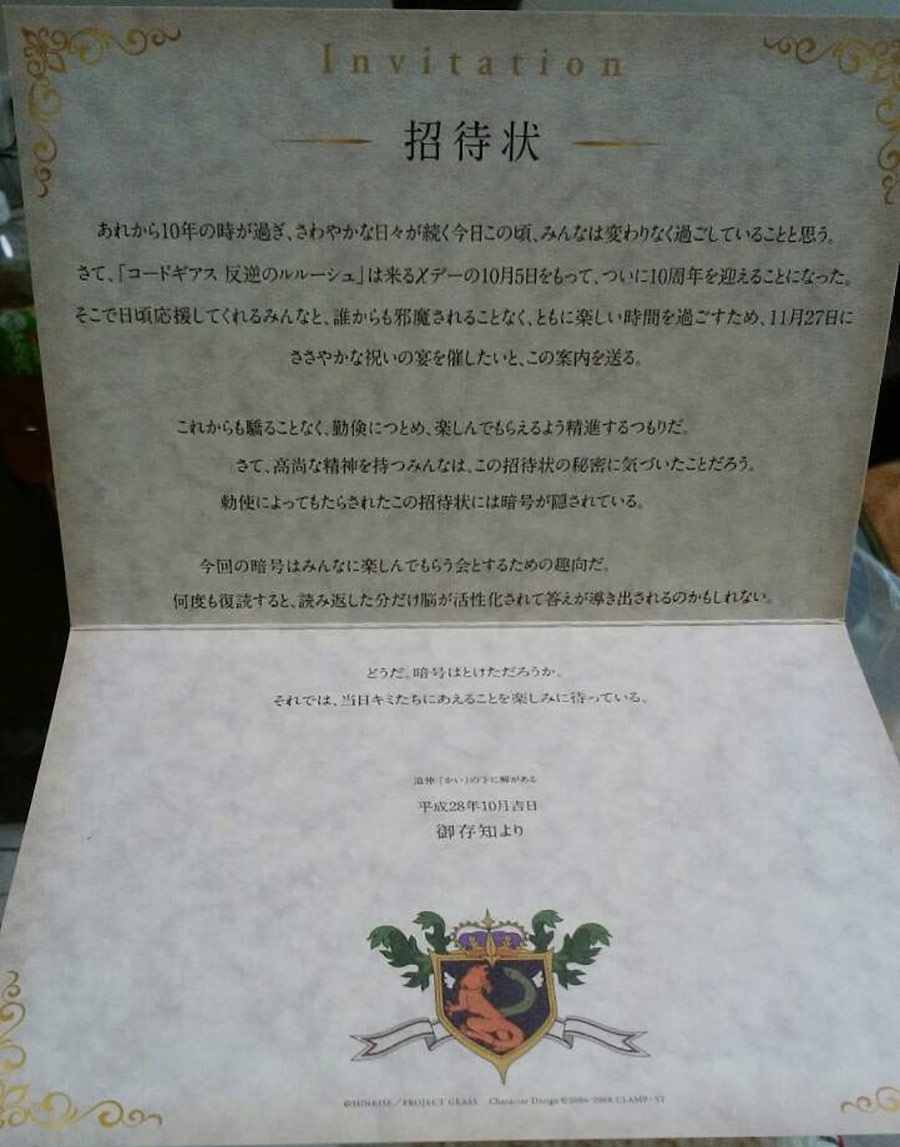 Invitation
招待状
あれから10年の時が過ぎ、さわやかな日々が続く今日この頃、みんなは変わりなく過ごしていることと思う。
さて、「コードギアス 反逆のルルーシュ」は来るXデーの10月5日をもって、ついに10周年を迎えることになった。
そこで日頃応援してくれるみんなと、誰からも邪魔されることなく、ともに楽しい時間を過ごすため、11月27日に
ささやかな祝いの宴を催したいと、この案内を送る。
これからも驕ることなく、勤倹につとめ、楽しんでもらえるよう精進するつもりだ。
さて、高尚な精神を持つみんなは、この招待状の秘密に気づいたことだろう。
勅使によってもたらされたこの招待状には暗号が隠されている。
今回の暗号はみんなに楽しんでもらう会とするための趣向だ。
何度も復読すると、読み返した分だけ脳が活性化されて答えが導き出されるのかもしれない。
どうだ。暗号はとけただろうか。
それでは、当日キミたちにあえることを楽しみに待っている。
追伸「かい」の下に解がある
平成28年10月吉日
御存知より
©SUNRISE／PROJECT GEASS Character Design ©2006-2008 CLAMP・ST